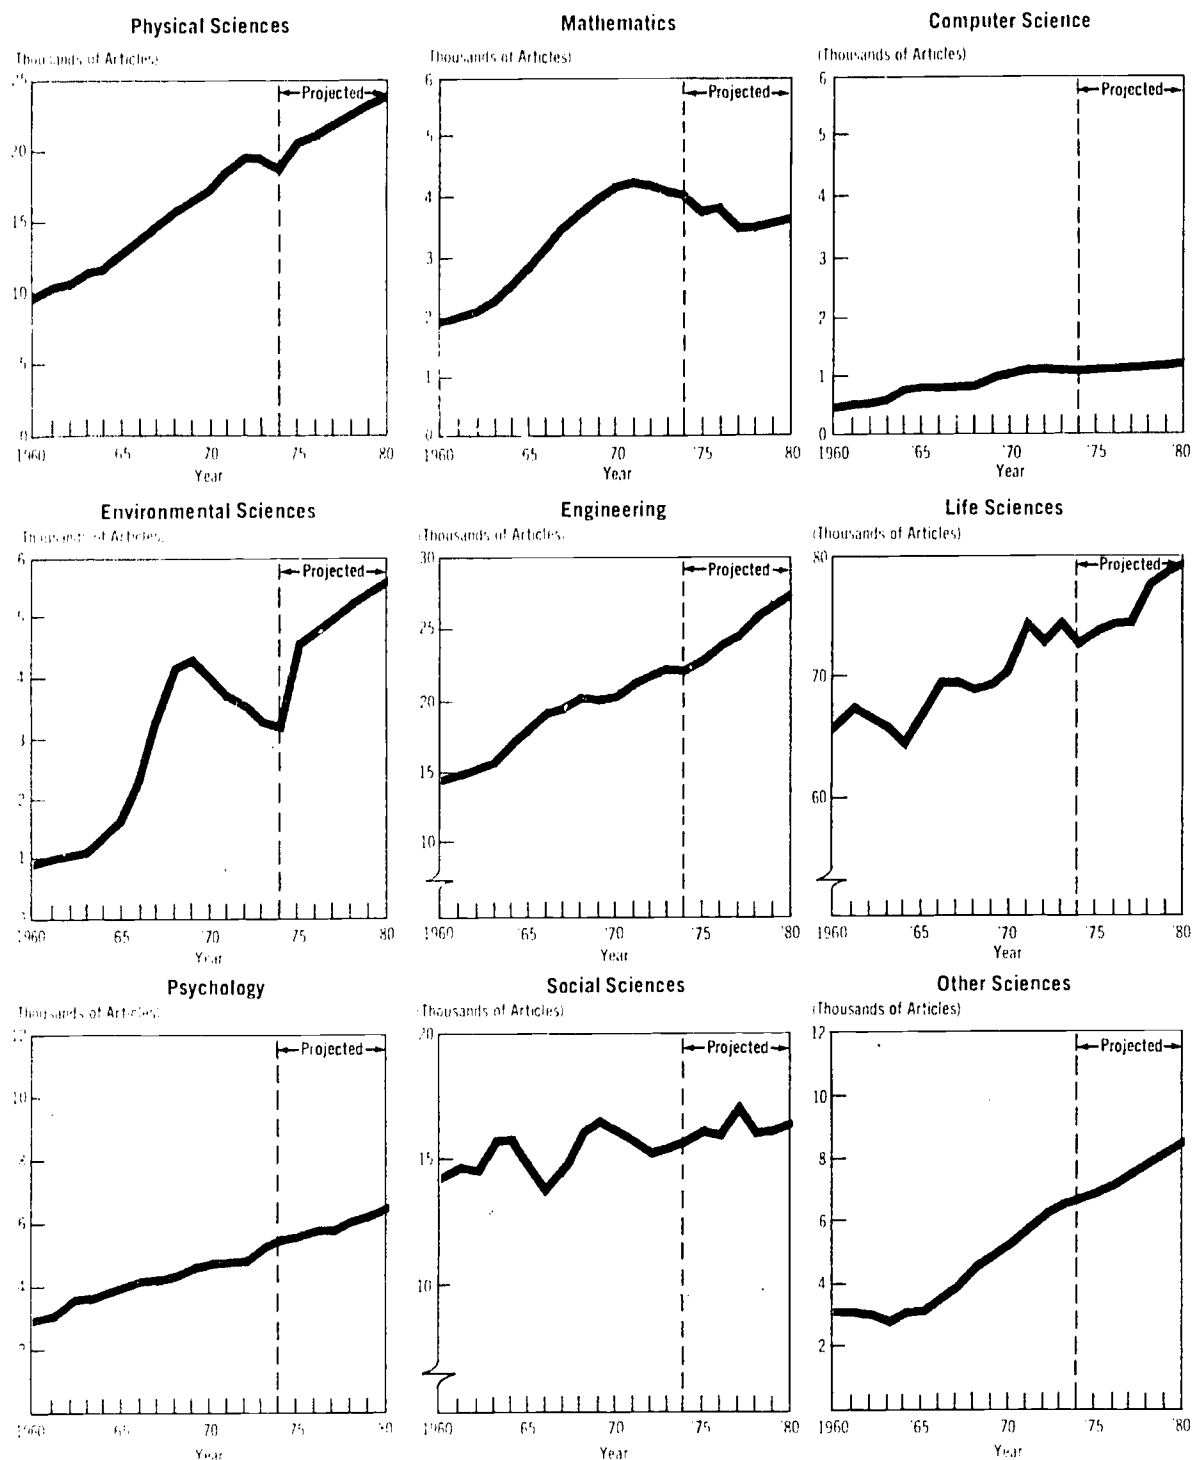 Physical Sciences
Mathematics
Computer Science
Thousands of Articles)
Thousands of Articles)
(Thousands of Articles)
Projected
Projected
Projected
20
15
10
5
0
6
5
4
3
2
1
0
6
5
4
3
2
1
0
1960 65 70 75 80
Year
1960 65 70 '75 80
Year
1960 '65 '70 '75 80
Year
Environmental Sciences
Engineering
Life Sciences
Thousands of Articles)
(Thousands of Articles)
(Thousands of Articles)
Projected
Projected
Projected
6
5
4
3
2
1
30
25
20
15
10
80
70
60
1960 '65 70 75 '80
Year
1960 '65 '70 75 '80
Year
1960 65 '70 75 '80
Year
Psychology
Social Sciences
Other Sciences
Thousands of Articles)
(Thousands of Articles)
(Thousands of Articles)
Projected
Projected
Projected
10
8
6
4
2
20
15
10
12
10
8
6
4
2
1960 65 70 75
Year
1960 '65 70 '75 '80
Year
1960 '65 70 75 '80
Year